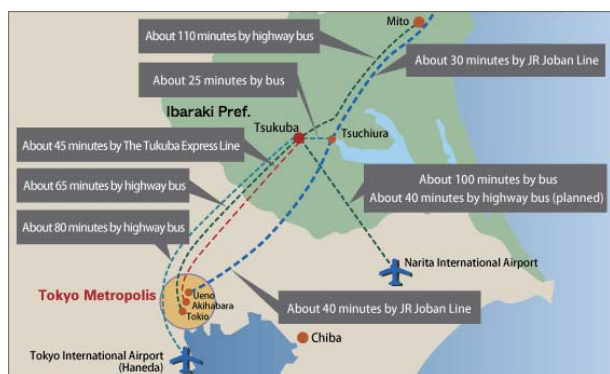 Mito
About 110 minutes by highway bus
About 30 minutes by JR Joban Line
About 25 minutes by bus
Ibaraki Pref.
Tsukuba
Tsuchiura
About 45 minutes by The Tukuba Express Line
About 65 minutes by highway bus
About 80 minutes by highway bus
About 100 minutes by bus
About 40 minutes by highway bus (planned)
Narita International Airport
Tokyo Metropolis
Ueno
Akihabara
Tokio
About 40 minutes by JR Joban Line
Chiba
Tokyo International Airport
(Haneda)